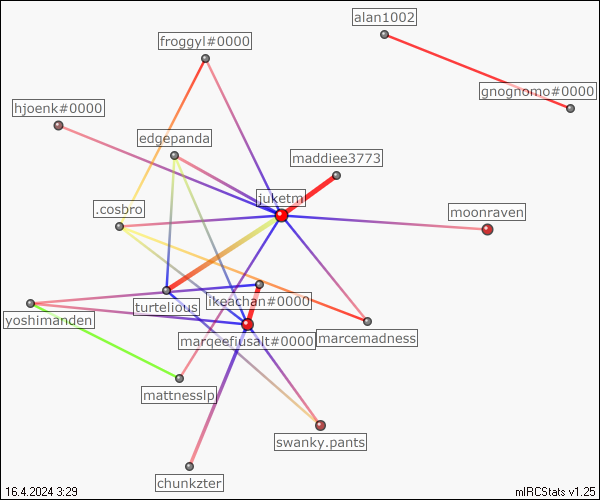 alan1002
froggyl#0000
gnognomo#0000
hjoenk#0000
edgepanda
maddiee3773
juketm
.cosbro
moonraven
ikeachan#0000
turtelious
yoshimanden
marqeefiusalt#0000
marcemadness
mattnesslp
swanky.pants
chunkzter
16.4.2024 3:29
mIRCStats v1.25